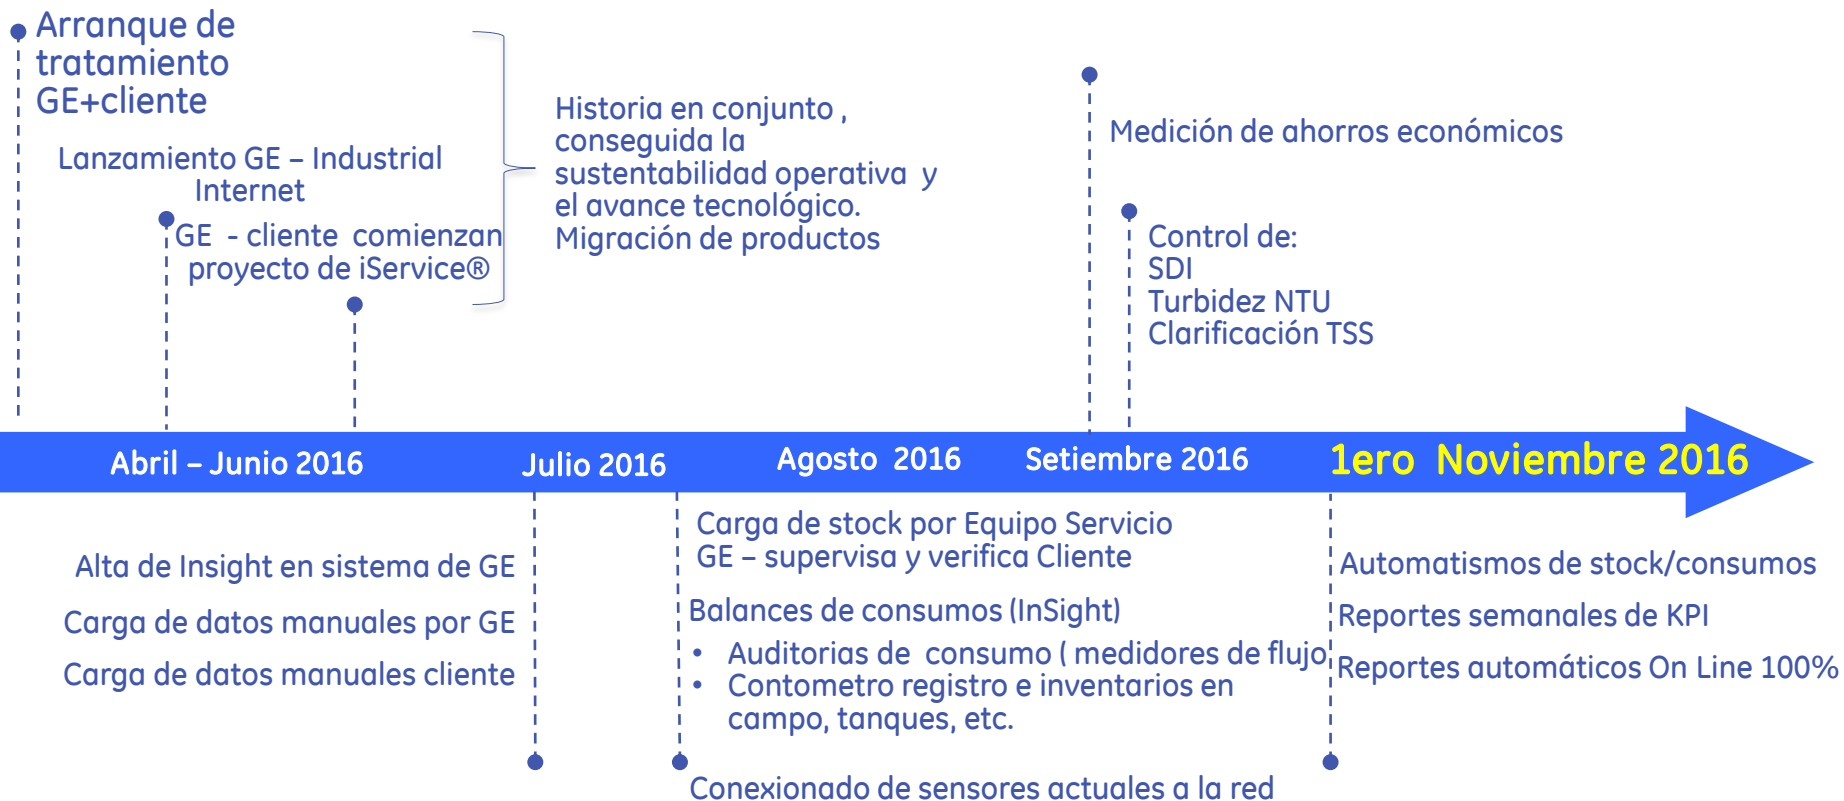 Arranque de
tratamiento
GE+cliente
Lanzamiento GE – Industrial
Internet
GE - cliente comienzan
proyecto de iService®
Historia en conjunto ,
conseguida la
sustentabilidad operativa y
el avance tecnológico.
Migración de productos
Medición de ahorros económicos
Control de:
SDI
Turbidez NTU
Clarificación TSS
Abril – Junio 2016
Julio 2016
Agosto 2016
Setiembre 2016
1ero Noviembre 2016
Alta de Insight en sistema de GE
Carga de datos manuales por GE
Carga de datos manuales cliente
Carga de stock por Equipo Servicio
GE – supervisa y verifica Cliente
Balances de consumos (InSight)
• Auditorias de consumo ( medidores de flujo
• Contometro registro e inventarios en
campo, tanques, etc.
Conexionado de sensores actuales a la red
Automatismos de stock/consumos
Reportes semanales de KPI
Reportes automáticos On Line 100%